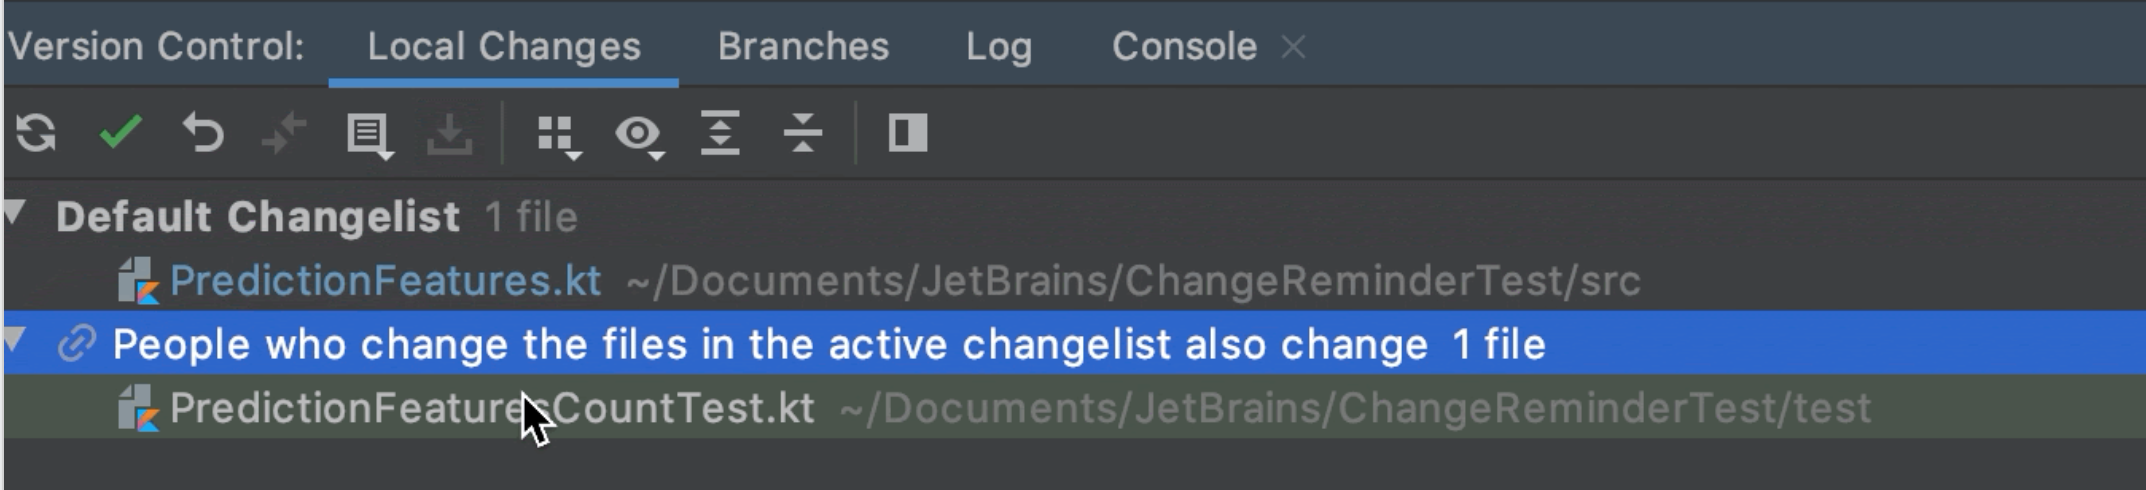 Version Control: Local Changes Branches Log Console
Default Changelist 1 file
PredictionFeatures.kt ~/Documents/JetBrains/ChangeReminderTest/src
People who change the files in the active changelist also change 1 file
PredictionFeaturesCountTest.kt ~/Documents/JetBrains/ChangeReminderTest/test